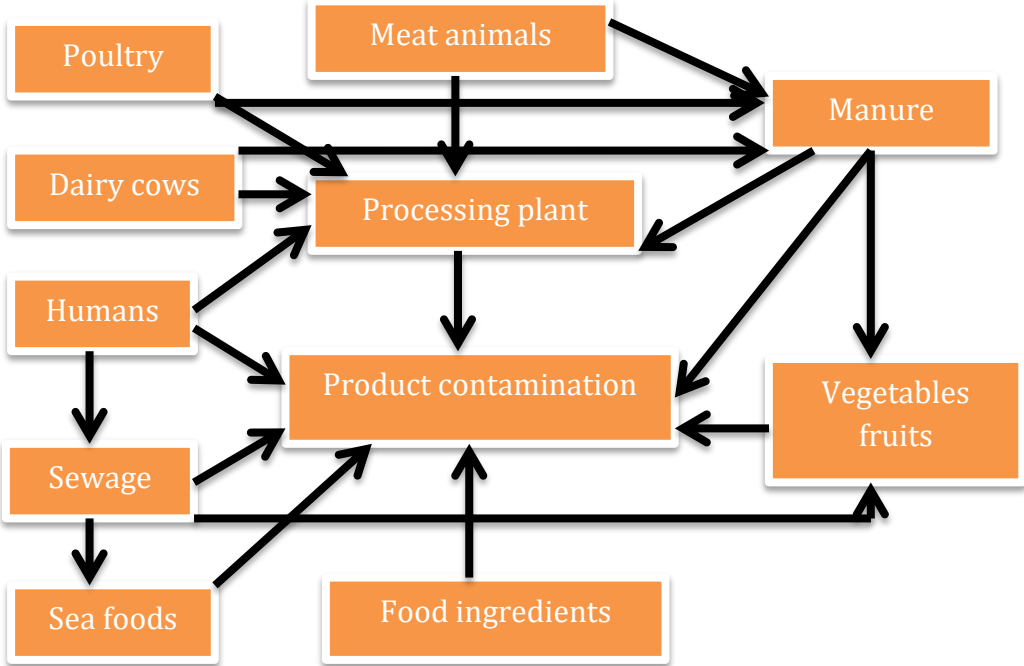 Poultry
Meat animals
Manure
Dairy cows
Processing plant
Humans
Product contamination
Vegetables
fruits
Sewage
Sea foods
Food ingredients